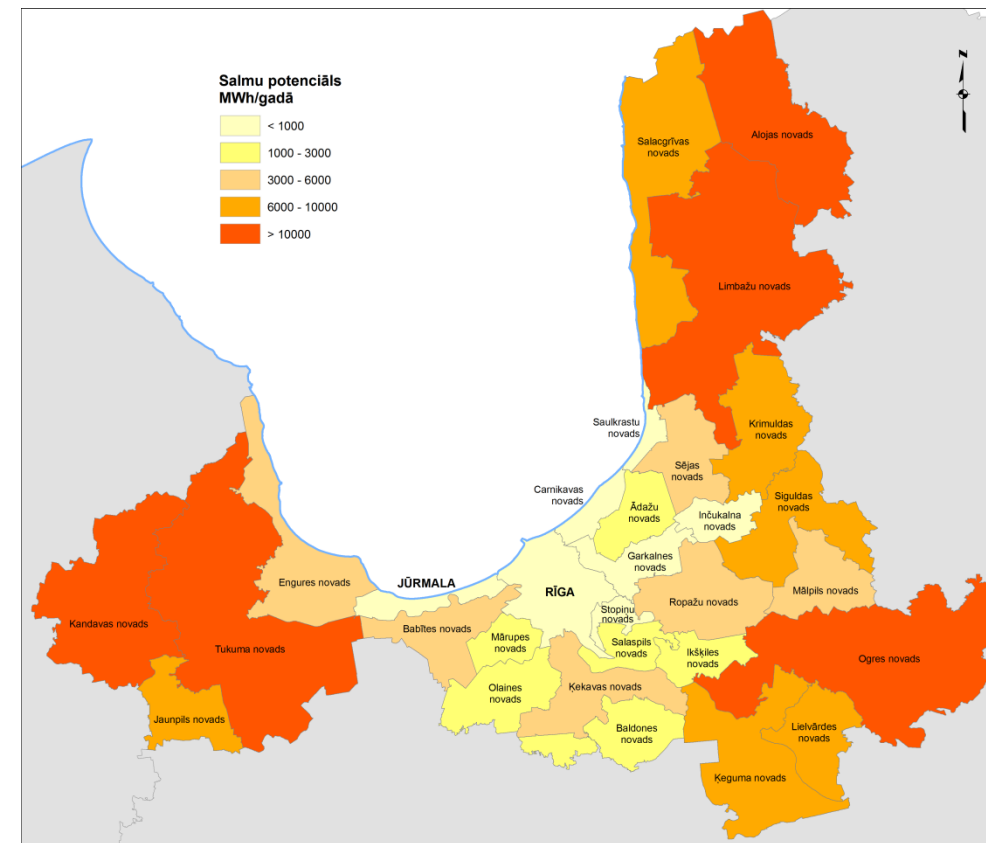 Salmu potenciāls
MWh/gadā
< 1000
1000 - 3000
3000 - 6000
6000 - 10000
> 10000
N
Alojas novads
Salacgrīvas
novads
Limbažu novads
Krimuldas
novads
Saulkrastu
novads
Sējas
novads
Carnikavas
novads
Ādažu
novads
Inčukalna
novads
Siguldas
novads
Garkalnes
novads
Engures novads
JŪRMALA
RĪGA
Ropažu novads
Mālpils novads
Stopiņu
novads
Kandavas novads
Tukuma novads
Babītes novads
Mārupes
novads
Salaspils
novads
Ikšķiles
novads
Ogres novads
Olaines
novads
Ķekavas novads
Jaunpils novads
Baldones
novads
Lielvārdes
novads
Ķeguma novads